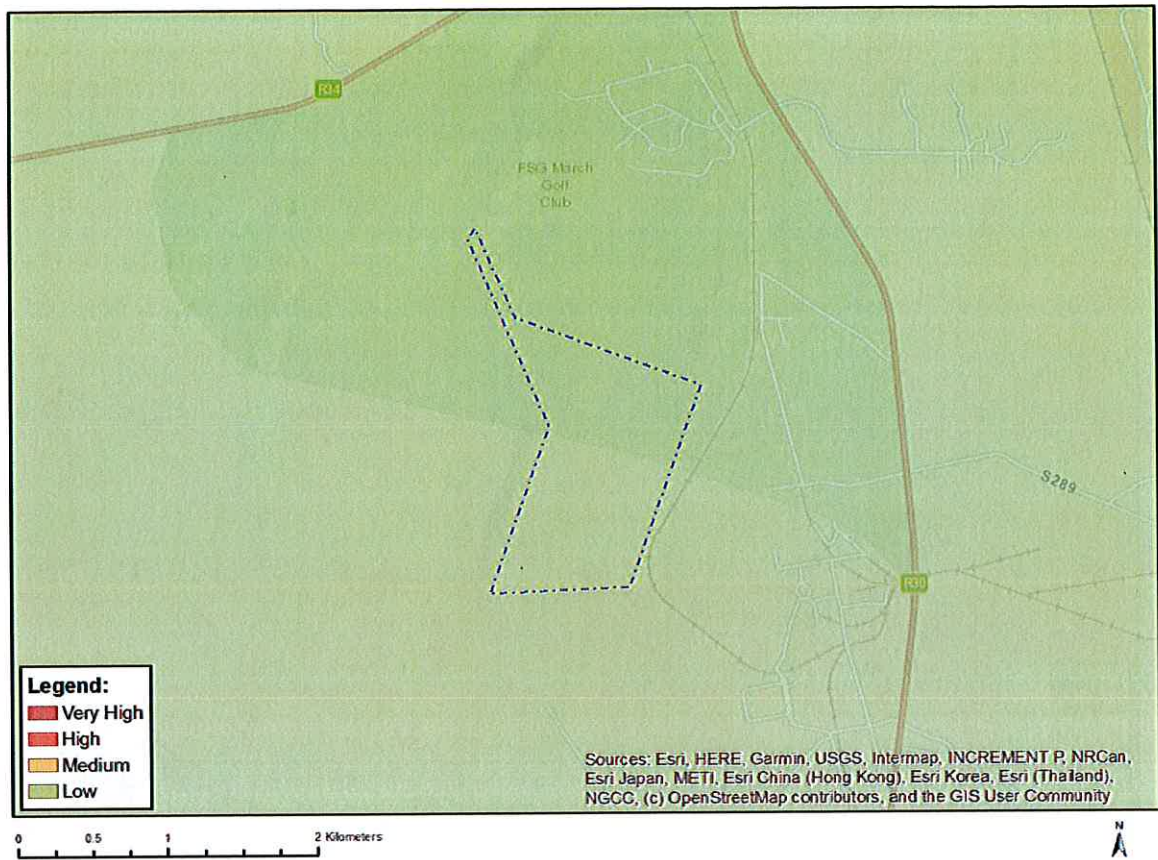 R34
FSG March
Golf
Club
S289
R30
Legend:
Very High
High
Medium
Low
Sources: Esri, HERE, Garmin, USGS, Intermap, INCREMENT P, NRCan,
Esri Japan, METI, Esri China (Hong Kong), Esri Korea, Esri (Thailand),
NGCC, (c) OpenStreetMap contributors, and the GIS User Community
0 0.5 1 2 Kilometers
N